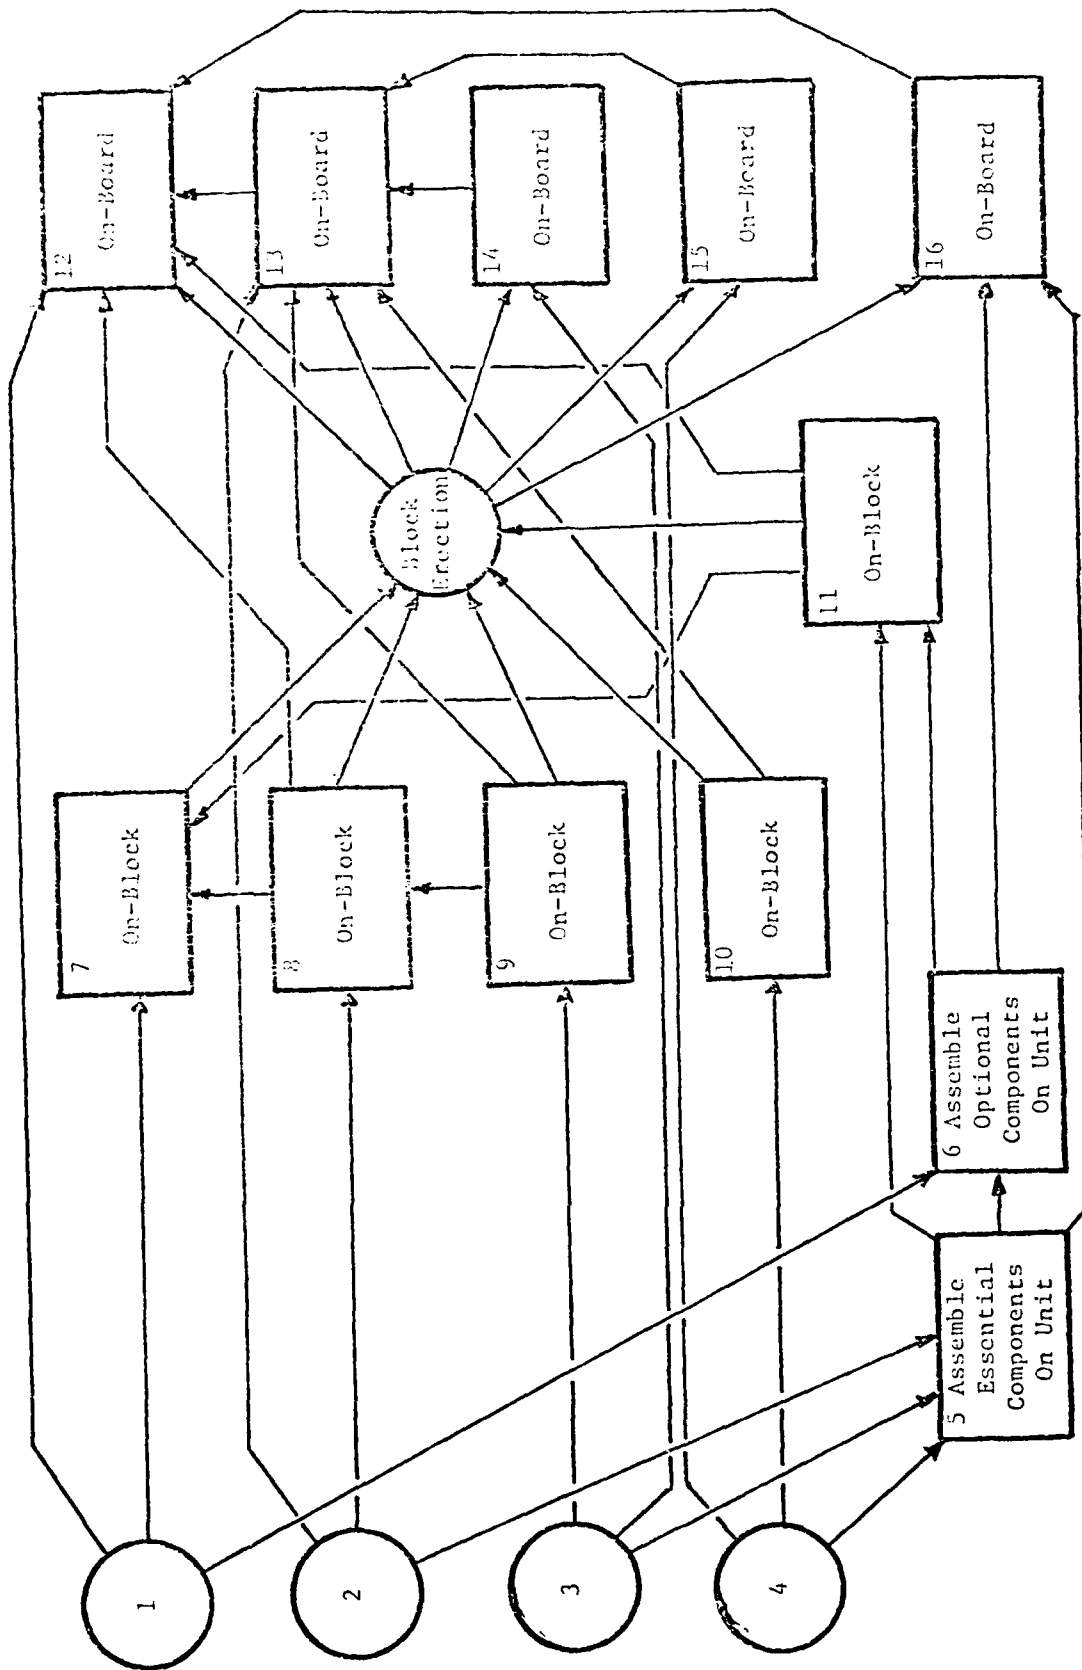 1
2
3
4
5 Assemble
Essential
Components
On Unit
6 Assemble
Optional
Components
On Unit
7
On-Block
8
On-Block
9
On-Block
10
On-Block
11
On-Block
Block
Erection
12
On-Board
13
On-Board
14
On-Board
15
On-Board
16
On-Board